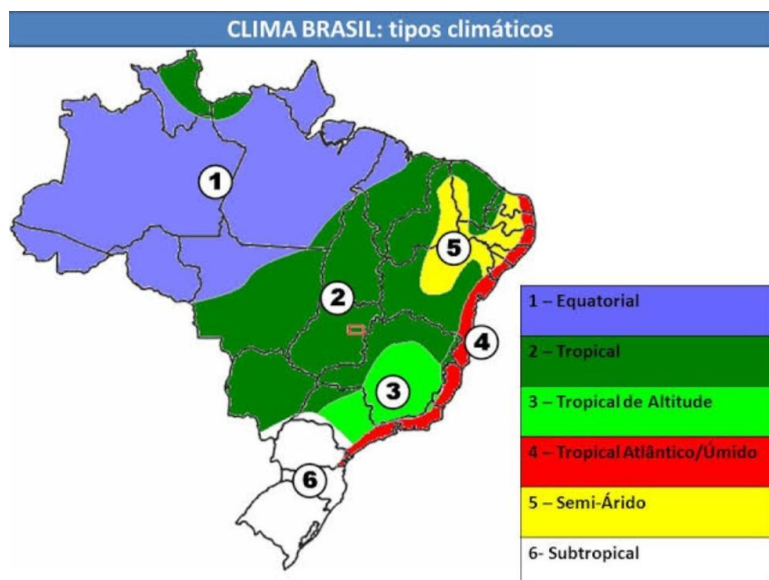 CLIMA BRASIL: tipos climáticos
1
2
3
4
5
6
1 – Equatorial
2 – Tropical
3 – Tropical de Altitude
4 – Tropical Atlântico/Úmido
5 – Semi-Árido
6- Subtropical